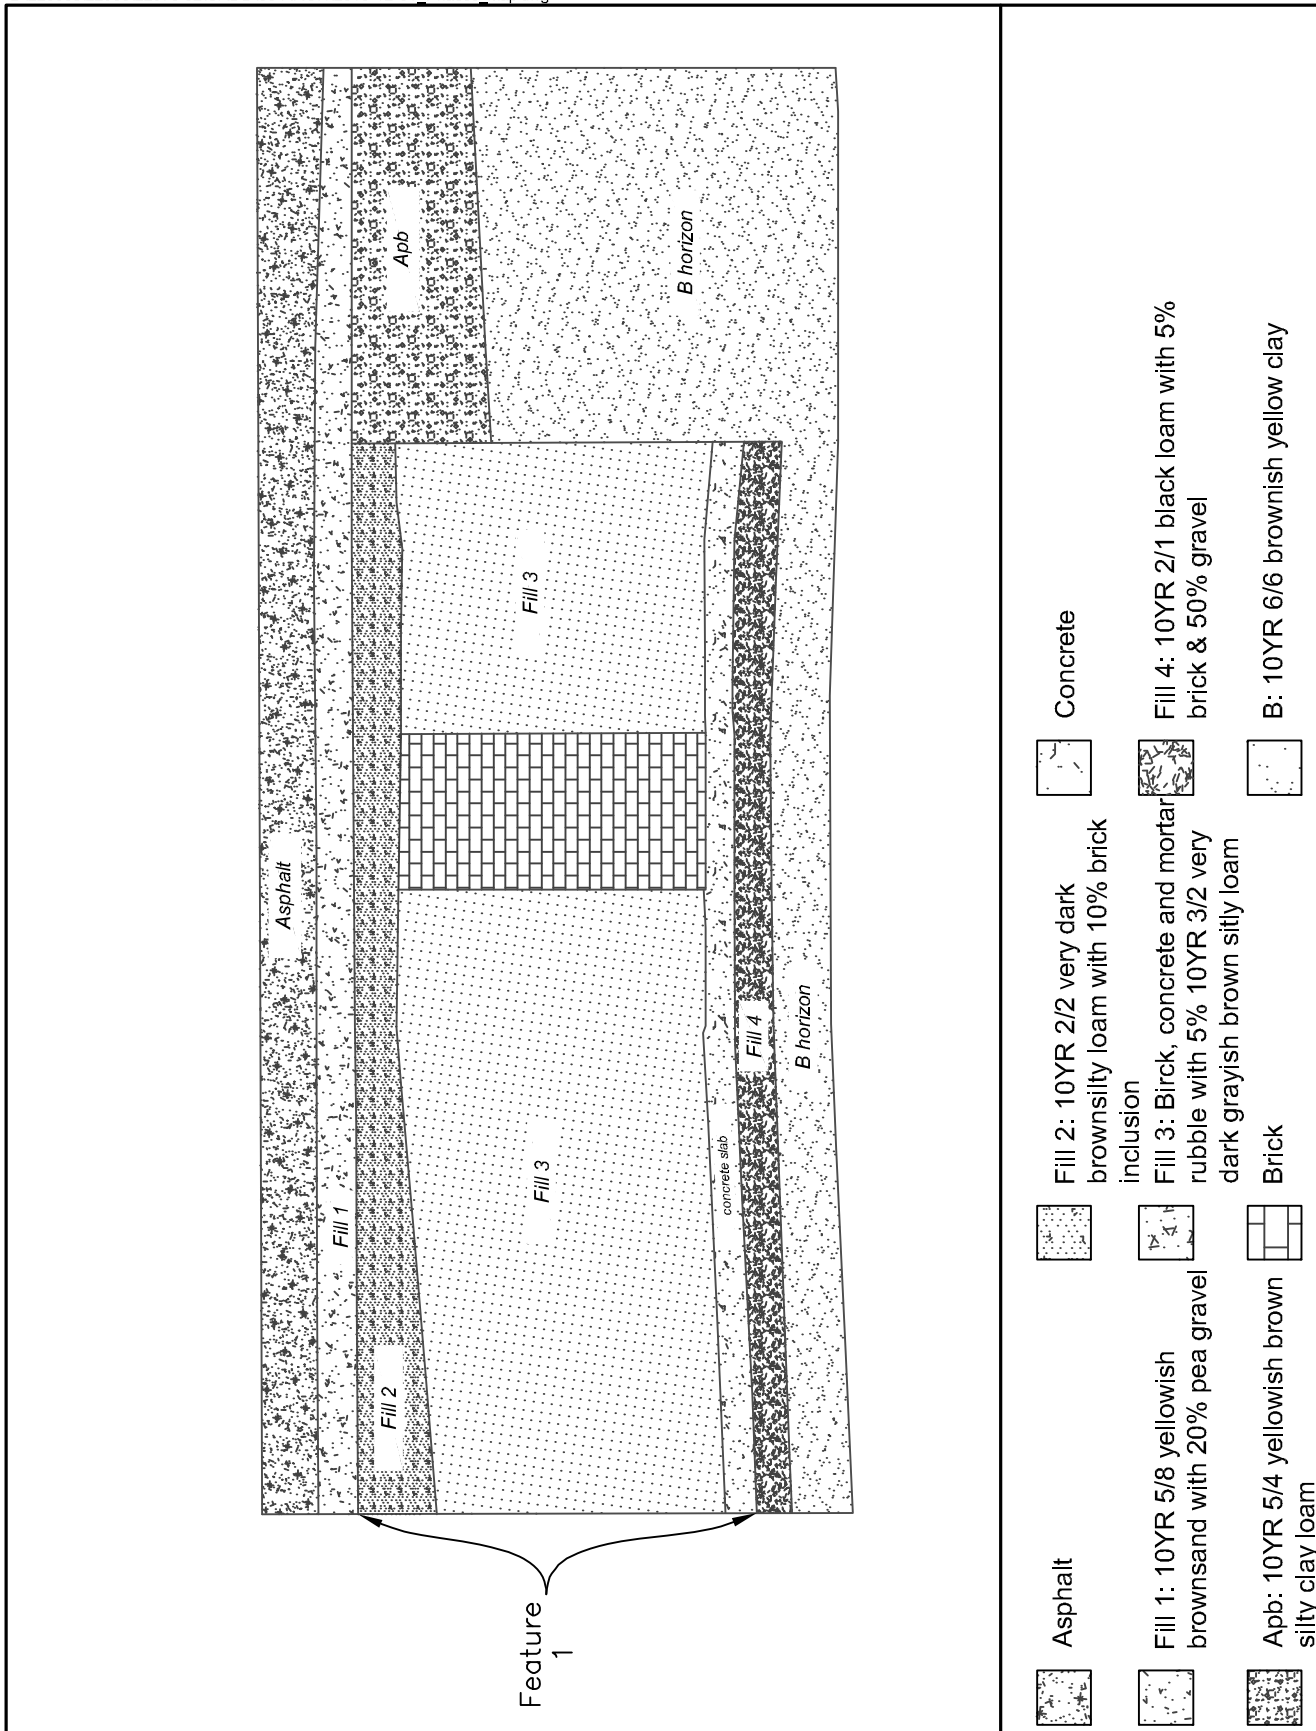 Asphalt
Fill 1
Fill 2
Fill 3
Fill 3
Apb
B horizon
concrete slab
Fill 4
B horizon
Feature
1
Asphalt
Fill 1: 10YR 5/8 yellowish
brownsand with 20% pea gravel
Apb: 10YR 5/4 yellowish brown
silty clay loam
Fill 2: 10YR 2/2 very dark
brownsilty loam with 10% brick
inclusion
Fill 3: Birck, concrete and mortar
rubble with 5% 10YR 3/2 very
dark grayish brown sitly loam
Brick
Concrete
Fill 4: 10YR 2/1 black loam with 5%
brick & 50% gravel
B: 10YR 6/6 brownish yellow clay